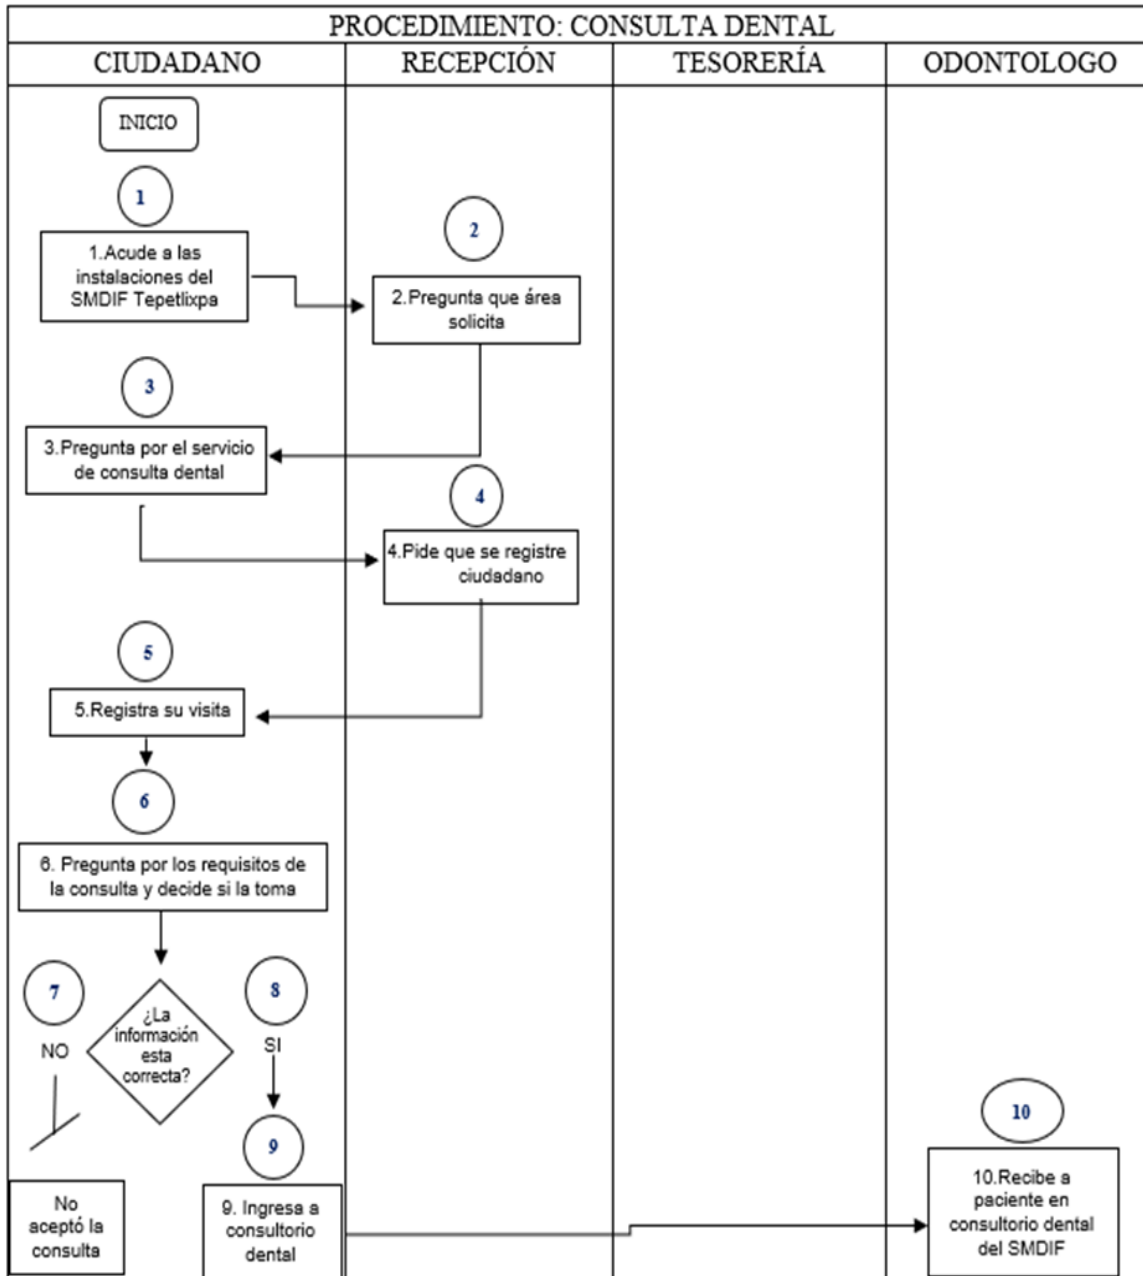 PROCEDIMIENTO: CONSULTA DENTAL
CIUDADANO
RECEPCIÓN
TESORERÍA
ODONTOLOGO
INICIO
1
1.Acude a las
instalaciones del
SMDIF Tepetlixpa
2
2.Pregunta que área
solicita
3
3.Pregunta por el servicio
de consulta dental
4
4.Pide que se registre
ciudadano
5
5.Registra su visita
6
6. Pregunta por los requisitos de
la consulta y decide si la toma
7
NO
¿La
información
esta
correcta?
8
SI
No
aceptó la
consulta
9
9. Ingresa a
consultorio
dental
10
10.Recibe a
paciente en
consultorio dental
del SMDIF